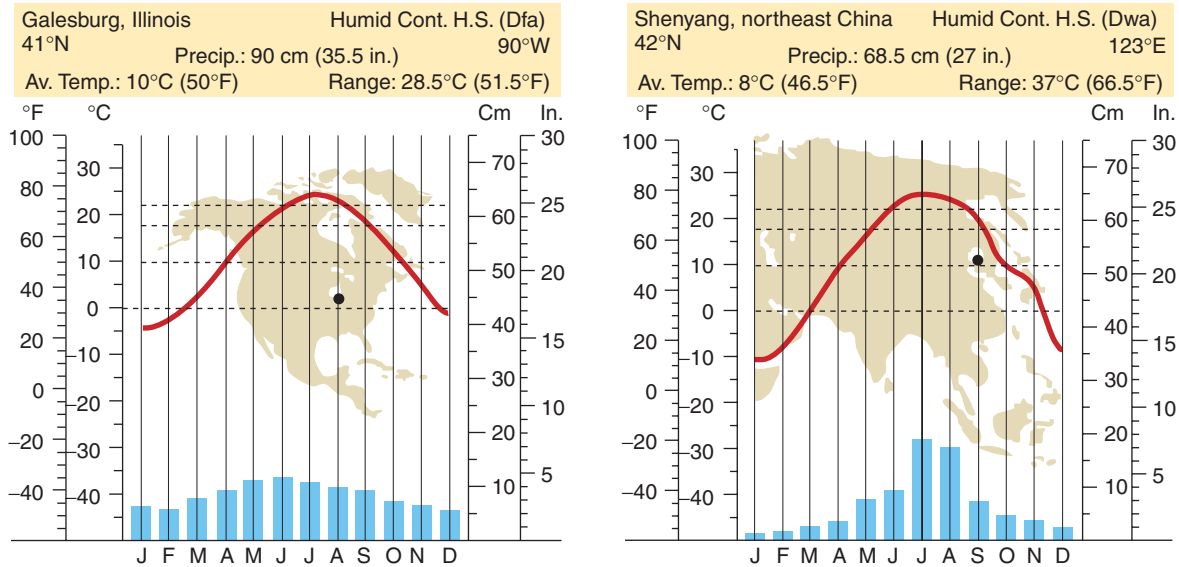 Galesburg, Illinois Humid Cont. H.S. (Dfa)
41°N 90°W
Precip.: 90 cm (35.5 in.)
Av. Temp.: 10°C (50°F) Range: 28.5°C (51.5°F)
°F °C Cm In.
100 30
30 70
80 25
20 60
60
10 50 20
40
0 40
20 15
–10 30
0
–20 10
–20 20
–30 5
–40 10
–40
J F M A M J J A S O N D
Shenyang, northeast China Humid Cont. H.S. (Dwa)
42°N 123°E
Precip.: 68.5 cm (27 in.)
Av. Temp.: 8°C (46.5°F) Range: 37°C (66.5°F)
°F °C Cm In.
100 30
30 70
80 25
20 60
60
10 50 20
40
0 40
20 15
–10 30
0
–20 10
–20 20
–30 5
–40 10
–40
J F M A M J J A S O N D